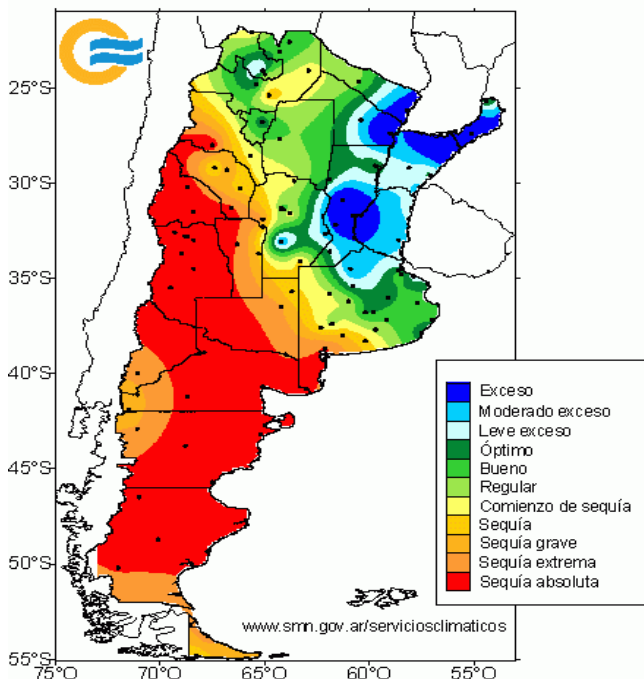 25°S
30°S
35°S
40°S
45°S
50°S
55°S
75°O
70°O
65°O
60°O
55°O
Exceso
Moderado exceso
Leve exceso
Óptimo
Bueno
Regular
Comienzo de sequía
Sequía
Sequía grave
Sequía extrema
Sequía absoluta
www.smn.gov.ar/serviciosclimaticos